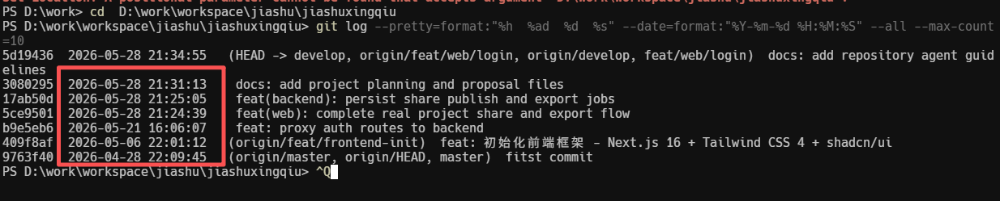 PS D:\work> cd  D:\work\workspace\jiashu\jiashuxingqiu
PS D:\work\workspace\jiashu\jiashuxingqiu> git log --pretty=format:"%h  %ad  %d  %s" --date=format:"%Y-%m-%d %H:%M:%S" --all --max-count
=10
5d19436  2026-05-28 21:34:55   (HEAD -> develop, origin/feat/web/login, origin/develop, feat/web/login)  docs: add repository agent guid
elines
3080295  2026-05-28 21:31:13    docs: add project planning and proposal files
17ab50d  2026-05-28 21:25:05    feat(backend): persist share publish and export jobs
5ce9501  2026-05-28 21:24:39    feat(web): complete real project share and export flow
b9e5eb6  2026-05-21 16:06:07    feat: proxy auth routes to backend
409f8af  2026-05-06 22:01:12   (origin/feat/frontend-init)  feat: 初始化前端框架 - Next.js 16 + Tailwind CSS 4 + shadcn/ui
9763f40  2026-04-28 22:09:45   (origin/master, origin/HEAD, master)  fitst commit
PS D:\work\workspace\jiashu\jiashuxingqiu> ^Q